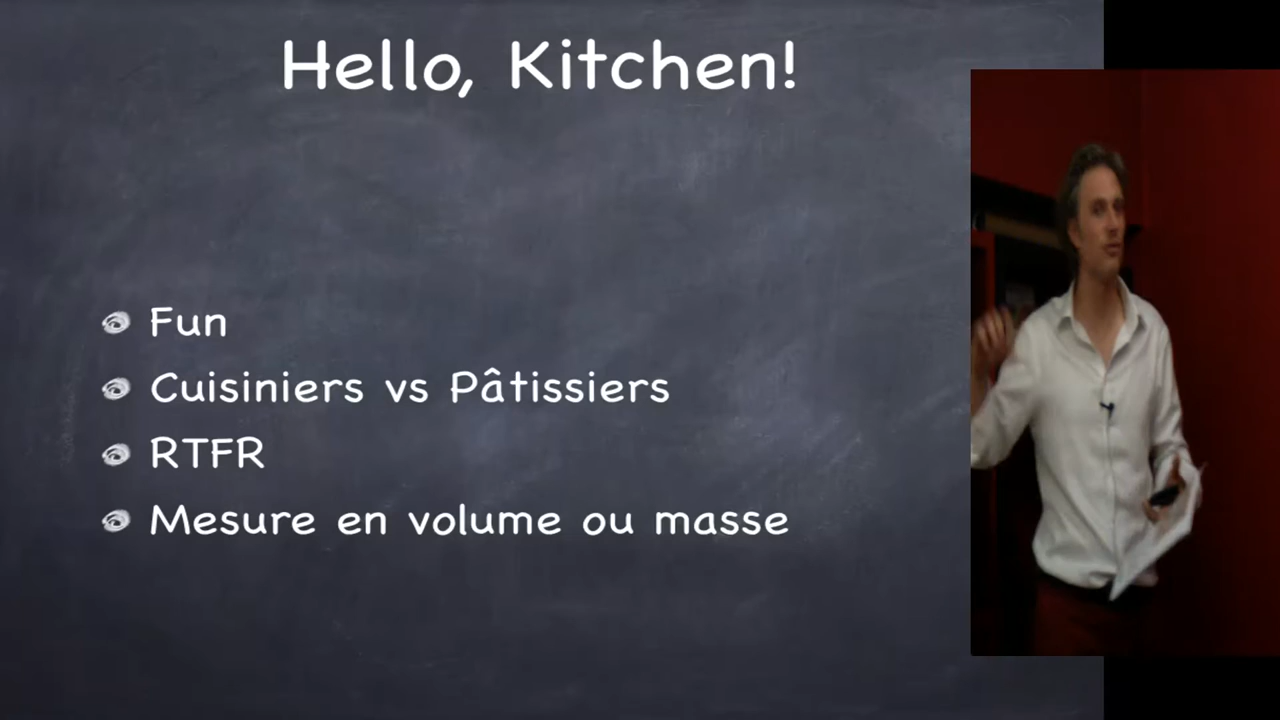 Hello, Kitchen!
Fun
Cuisiniers vs Pâtissiers
RTFR
Mesure en volume ou masse